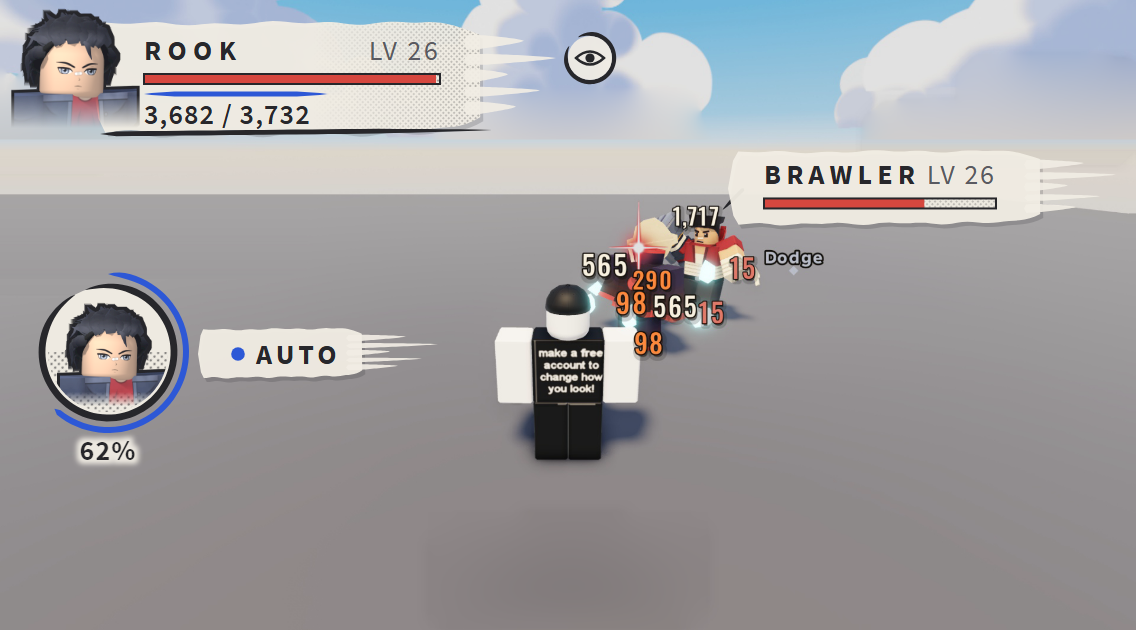 ROOK LV 26
3,682 / 3,732
BRAWLER LV 26
1,717
Dodge
565
15
290
98
565
15
98
make a free
account to
change how
you look!
AUTO
62%